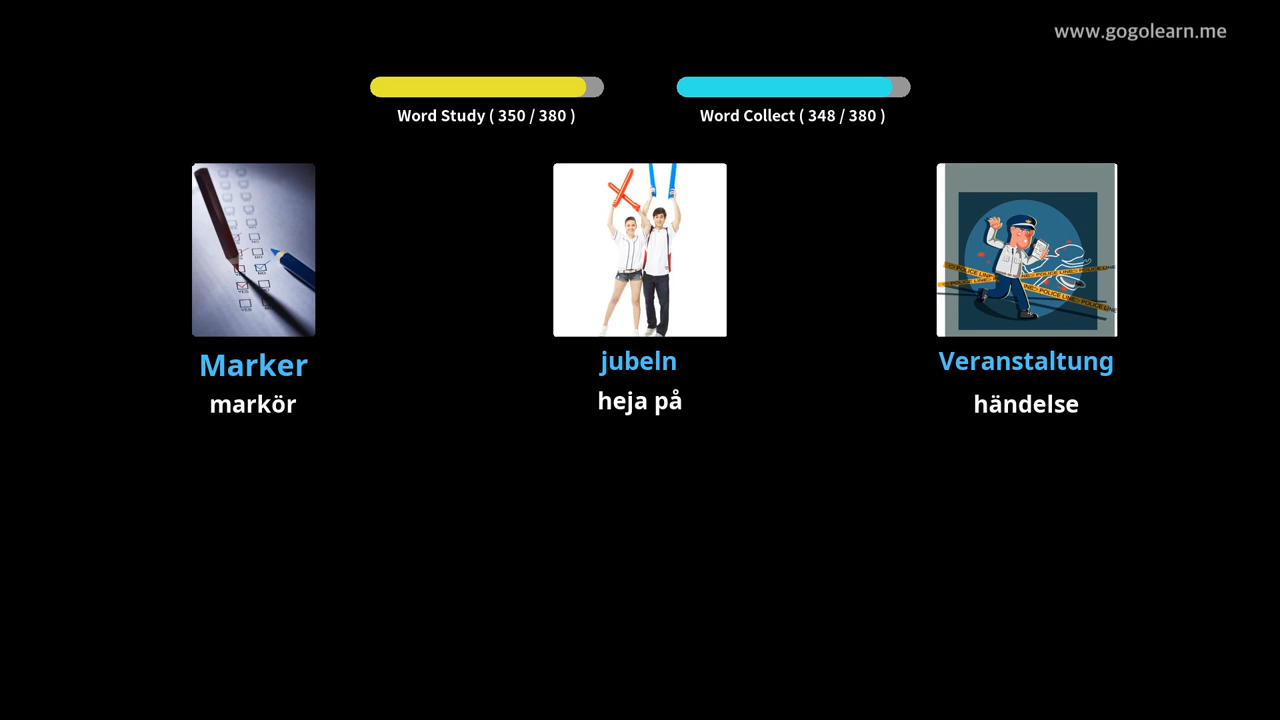 www.gogolearn.me
Word Study ( 350 / 380 )
Word Collect ( 348 / 380 )
Marker
markör
jubeln
heja på
Veranstaltung
händelse